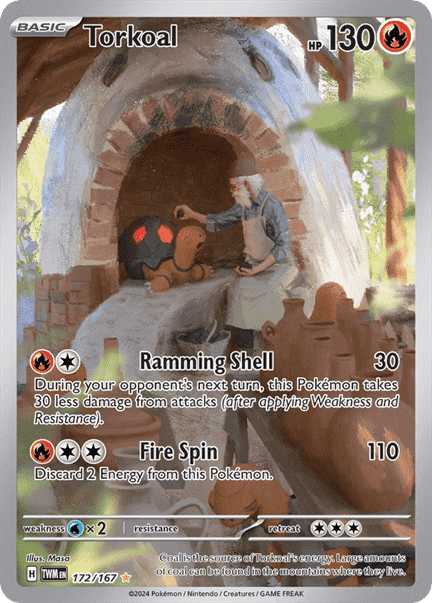 BASIC Torkoal HP 130
Ramming Shell 30
During your opponent's next turn, this Pokémon takes
30 less damage from attacks (after applying Weakness and
Resistance).
Fire Spin 110
Discard 2 Energy from this Pokémon.
weakness ×2 resistance retreat
Illus. Masa
Coal is the source of Torkoal's energy. Large amounts
of coal can be found in the mountains where they live.
H TWM EN 172/167
©2024 Pokémon / Nintendo / Creatures / GAME FREAK